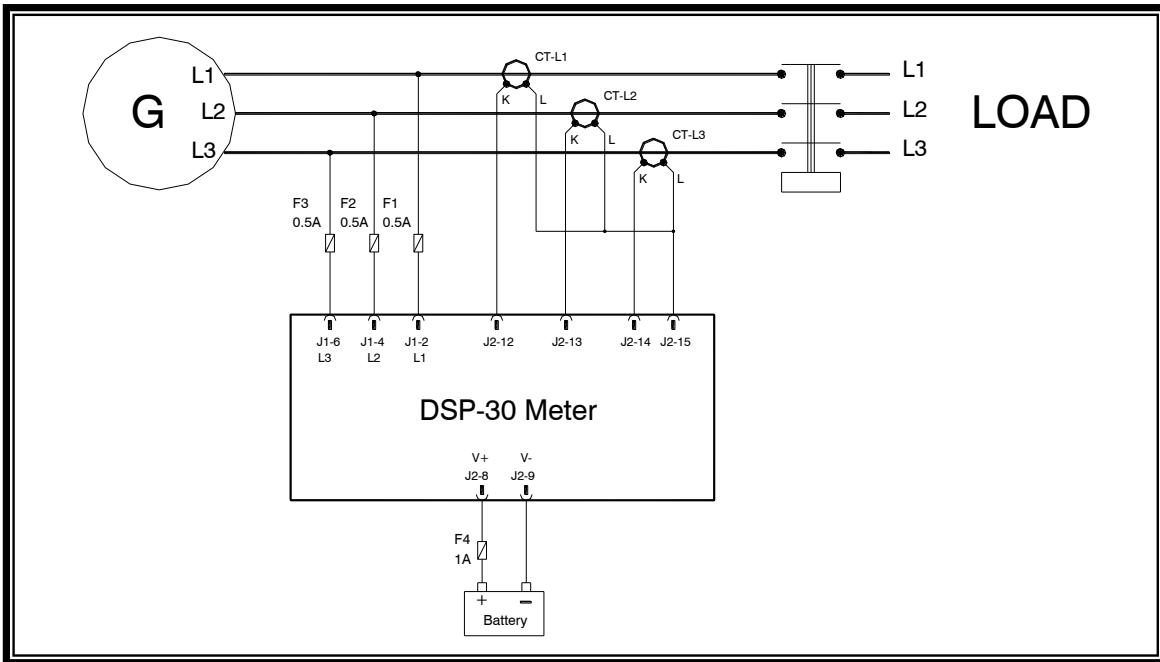 CT-L1
L1
L1
K
L
CT-L2
G
L2
L2
LOAD
K
L
CT-L3
L3
L3
K
L
F3
F2
F1
0.5A
0.5A
0.5A
J1-6
J1-4
J1-2
J2-12
J2-13
J2-14
J2-15
L3
L2
L1
DSP-30 Meter
V+
V-
J2-8
J2-9
F4
1A
+
−
Battery